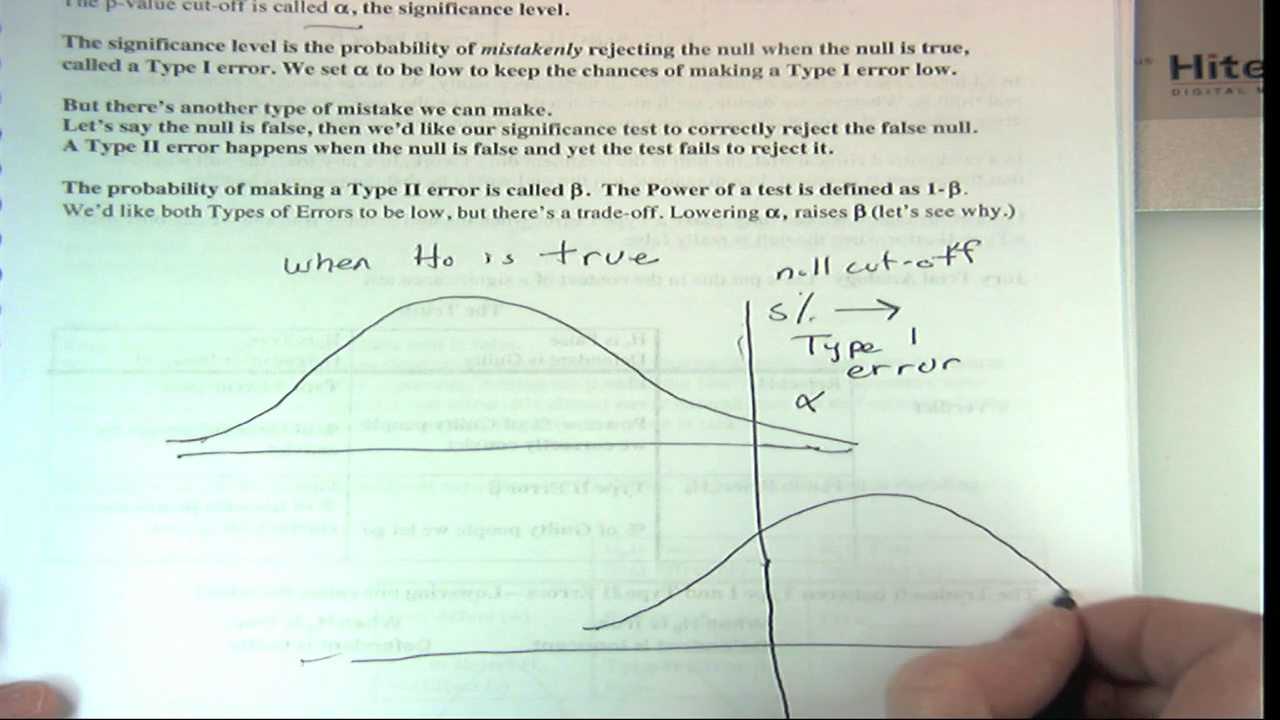 The p-value cut-off is called α, the significance level.
The significance level is the probability of mistakenly rejecting the null when the null is true,
called a Type I error. We set α to be low to keep the chances of making a Type I error low.
But there's another type of mistake we can make.
Let's say the null is false, then we'd like our significance test to correctly reject the false null.
A Type II error happens when the null is false and yet the test fails to reject it.
The probability of making a Type II error is called β. The Power of a test is defined as 1-β.
We'd like both Types of Errors to be low, but there's a trade-off. Lowering α, raises β (let's see why.)
when Ho is true
null cut-off
5% →
Type 1
error
α
Hite
DIGITAL